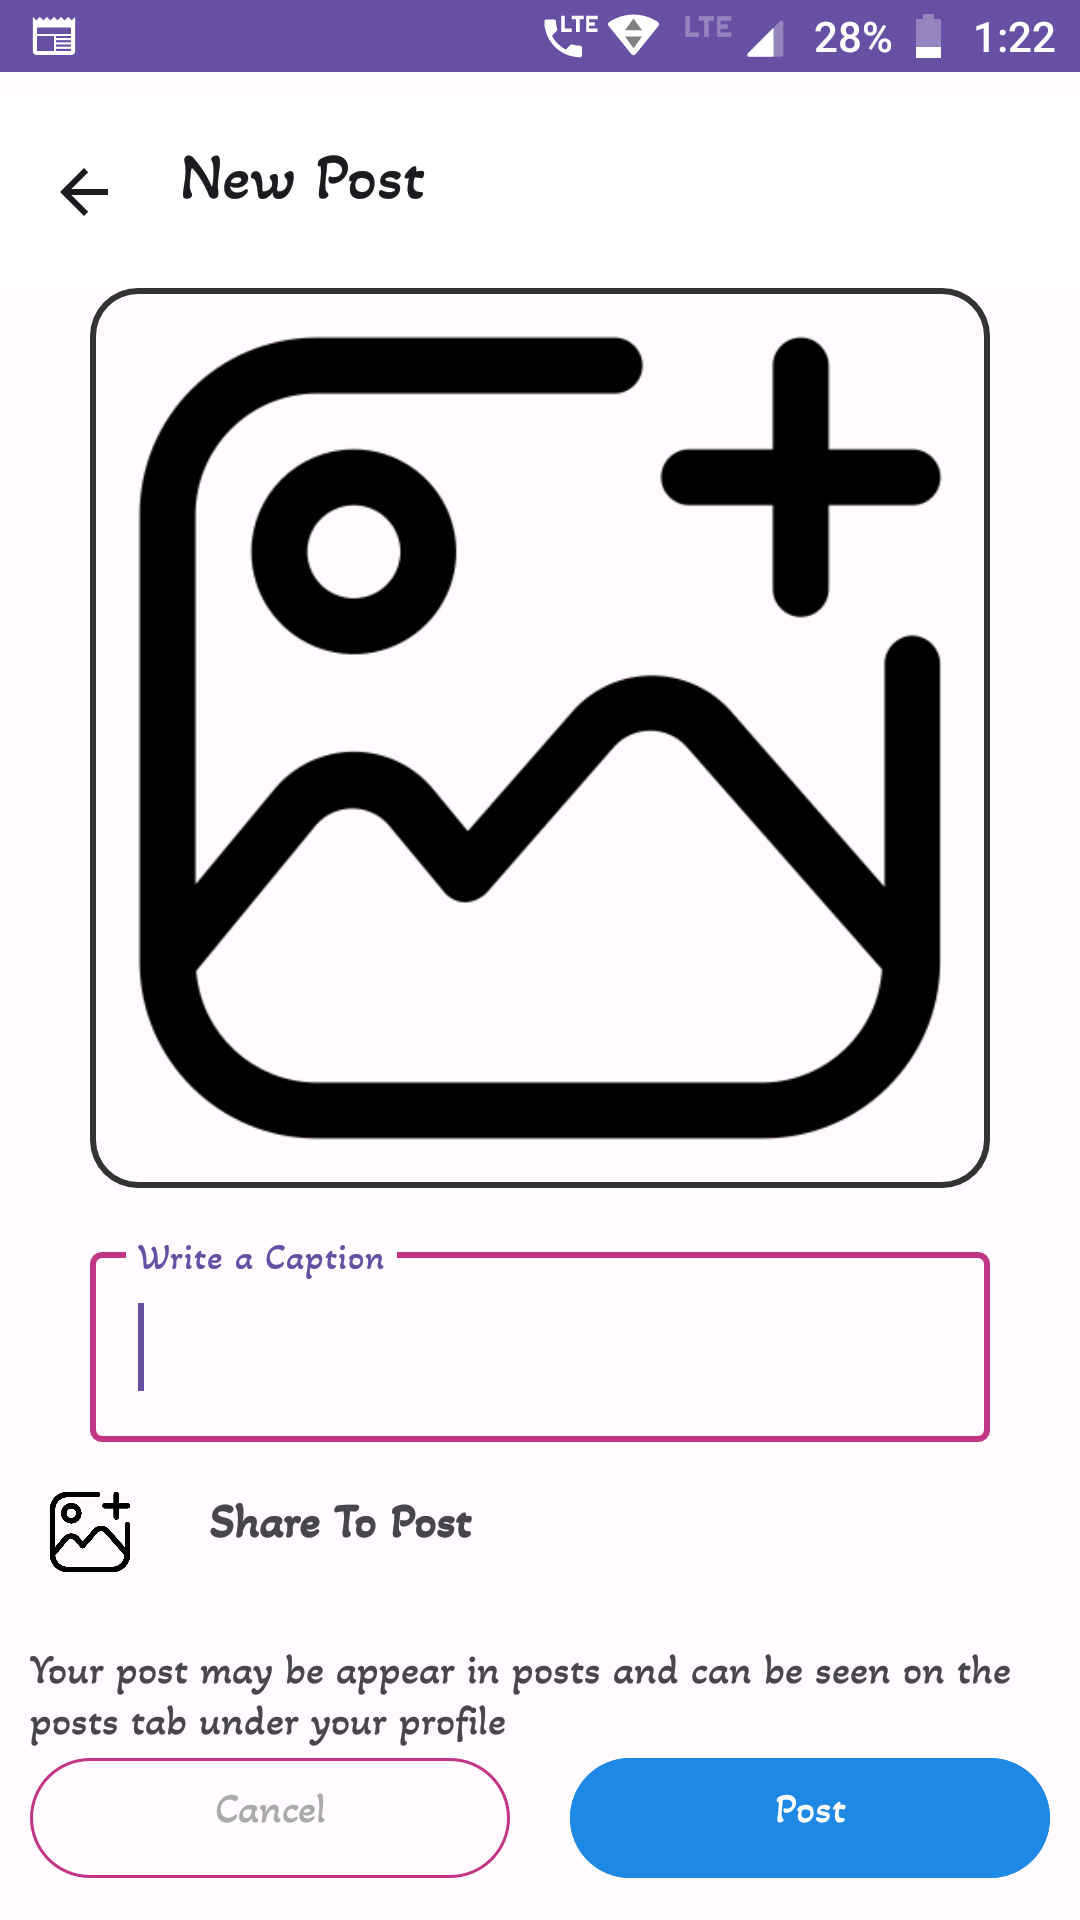 LTE LTE 28% 1:22
New Post
Write a Caption
Share To Post
Your post may be appear in posts and can be seen on the
posts tab under your profile
Cancel Post